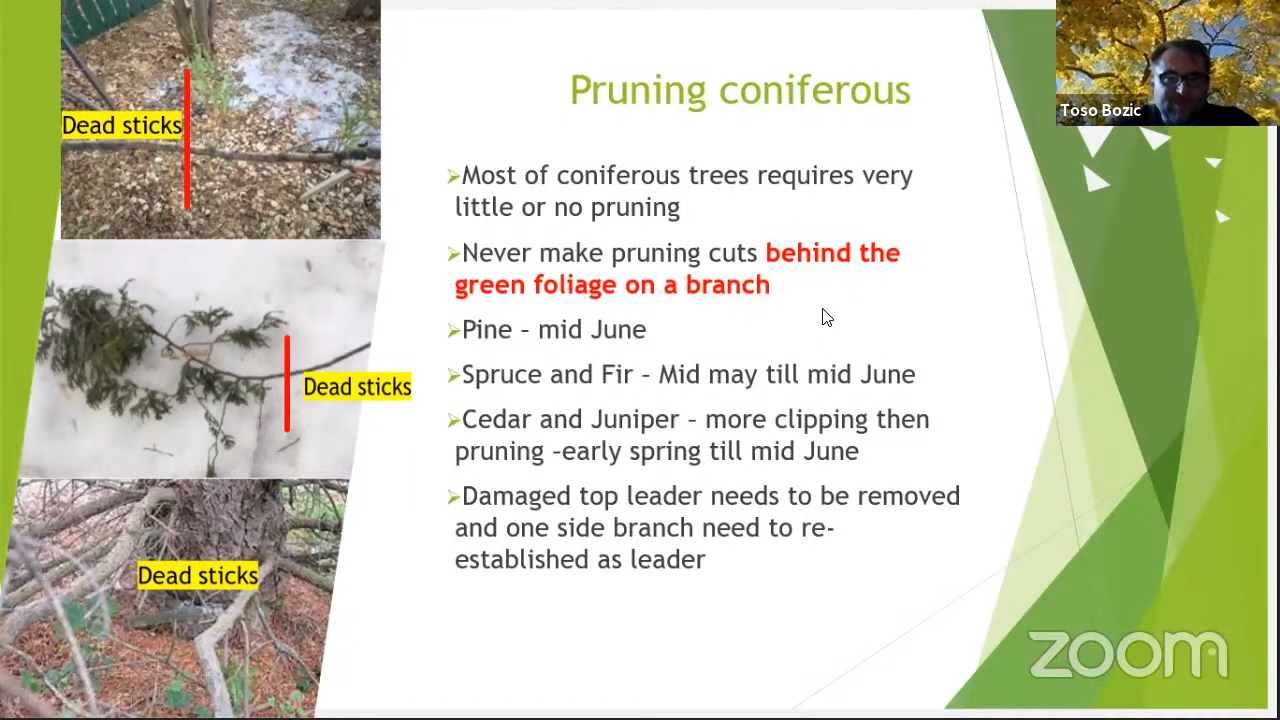 Pruning coniferous
Toso Bozic
Dead sticks
➢Most of coniferous trees requires very
little or no pruning
➢Never make pruning cuts behind the
green foliage on a branch
➢Pine – mid June
➢Spruce and Fir – Mid may till mid June
Dead sticks
➢Cedar and Juniper – more clipping then
pruning –early spring till mid June
➢Damaged top leader needs to be removed
and one side branch need to re-
established as leader
Dead sticks
zoom